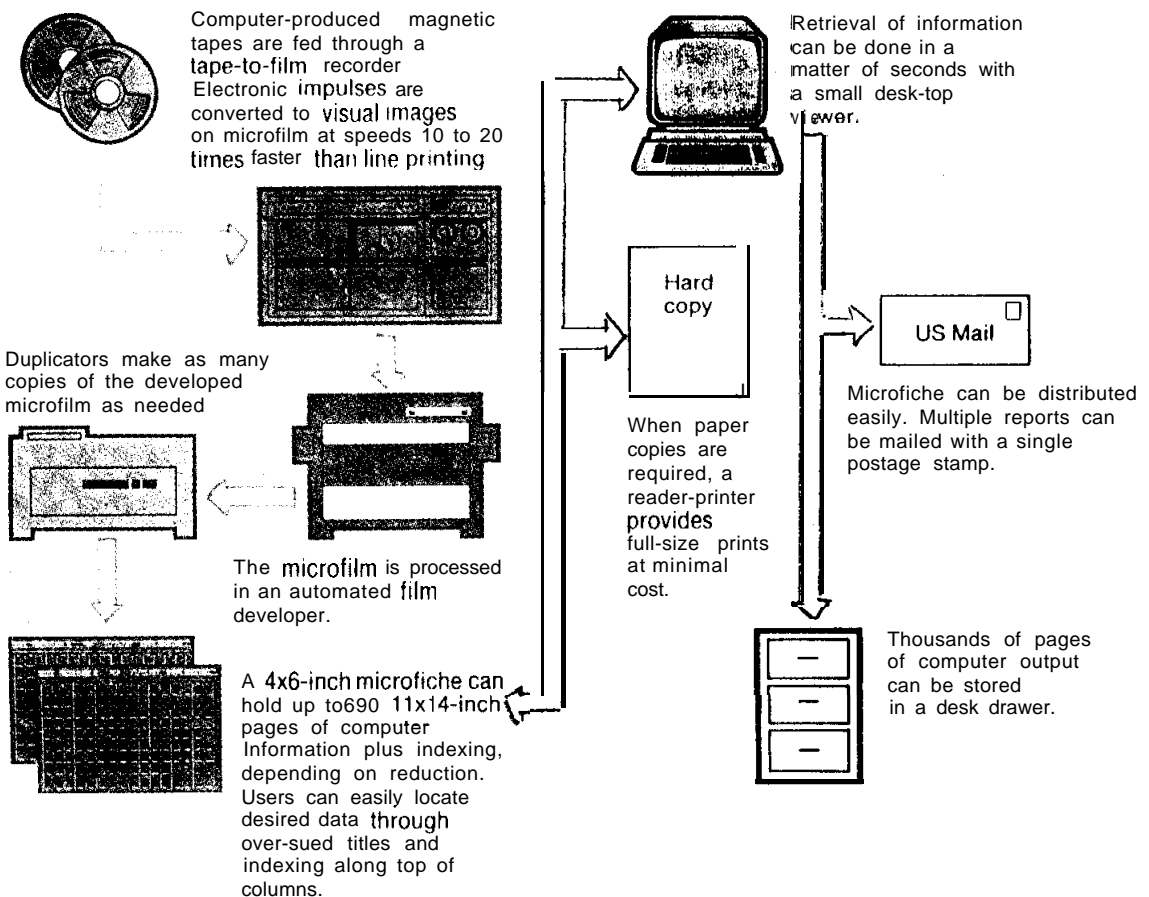 Computer-produced magnetic
tapes are fed through a
tape-to-film recorder
Electronic impulses are
converted to visual images
on microfilm at speeds 10 to 20
times faster than line printing
Duplicators make as many
copies of the developed
microfilm as needed
The microfilm is processed
in an automated film
developer.
A 4x6-inch microfiche can
hold up to690 11x14-inch
pages of computer
Information plus indexing,
depending on reduction.
Users can easily locate
desired data through
over-sued titles and
indexing along top of
columns.
Retrieval of information
can be done in a
matter of seconds with
a small desk-top
viewer.
Hard
copy
When paper
copies are
required, a
reader-printer
provides
full-size prints
at minimal
cost.
US Mail
Microfiche can be distributed
easily. Multiple reports can
be mailed with a single
postage stamp.
Thousands of pages
of computer output
can be stored
in a desk drawer.